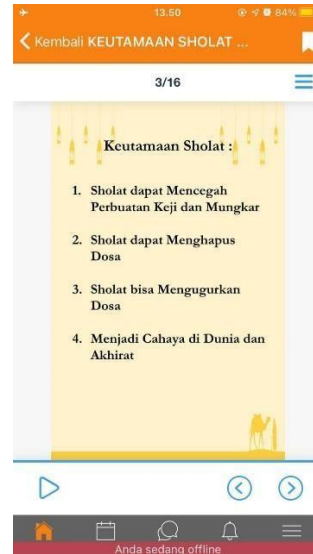 13.50
84%
Kembali KEUTAMAAN SHOLAT ...
3/16
Keutamaan Sholat :
1. Sholat dapat Mencegah
Perbuatan Keji dan Mungkar
2. Sholat dapat Menghapus
Dosa
3. Sholat bisa Mengugurkan
Dosa
4. Menjadi Cahaya di Dunia dan
Akhirat
Anda sedang offline